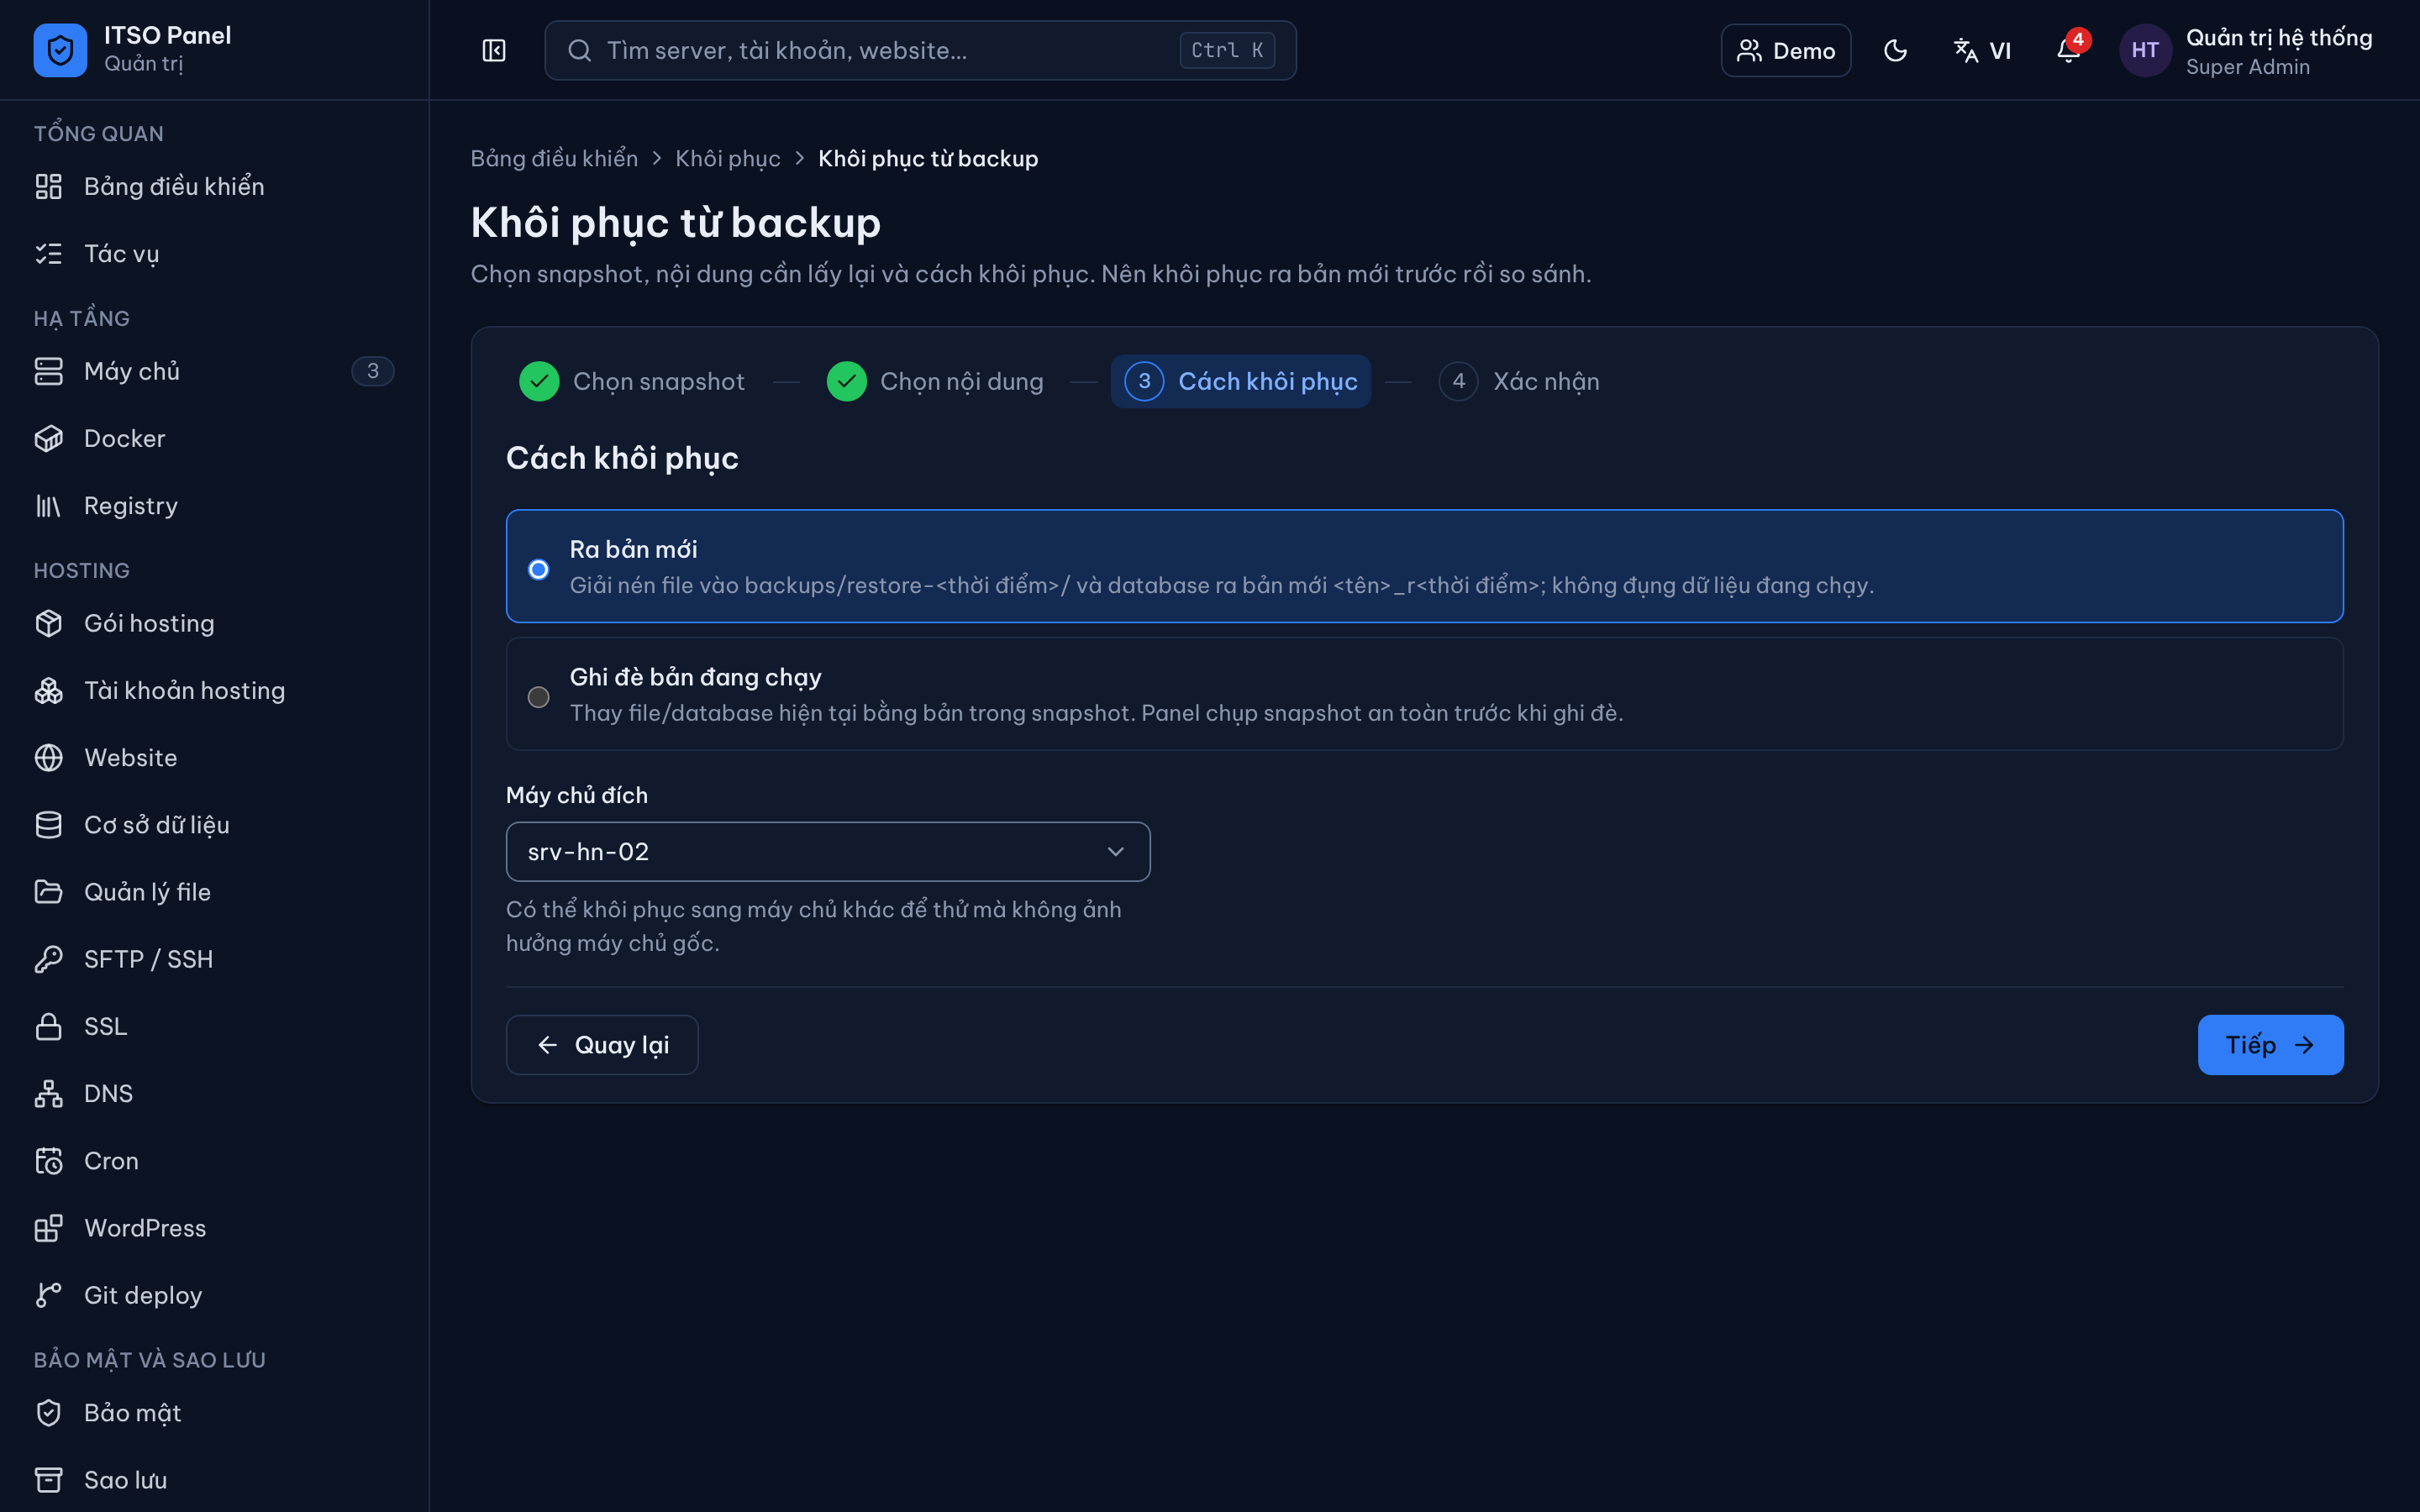 ITSO Panel
Quản trị
Tìm server, tài khoản, website...
Ctrl K
Demo
VI
4
HT
Quản trị hệ thống
Super Admin
TỔNG QUAN
Bảng điều khiển
Tác vụ
HẠ TẦNG
Máy chủ
3
Docker
Registry
HOSTING
Gói hosting
Tài khoản hosting
Website
Cơ sở dữ liệu
Quản lý file
SFTP / SSH
SSL
DNS
Cron
WordPress
Git deploy
BẢO MẬT VÀ SAO LƯU
Bảo mật
Sao lưu
Bảng điều khiển > Khôi phục > Khôi phục từ backup
Khôi phục từ backup
Chọn snapshot, nội dung cần lấy lại và cách khôi phục. Nên khôi phục ra bản mới trước rồi so sánh.
Chọn snapshot
Chọn nội dung
3 Cách khôi phục
4 Xác nhận
Cách khôi phục
Ra bản mới
Giải nén file vào backups/restore-<thời điểm>/ và database ra bản mới <tên>_r<thời điểm>; không đụng dữ liệu đang chạy.
Ghi đè bản đang chạy
Thay file/database hiện tại bằng bản trong snapshot. Panel chụp snapshot an toàn trước khi ghi đè.
Máy chủ đích
srv-hn-02
Có thể khôi phục sang máy chủ khác để thử mà không ảnh
hưởng máy chủ gốc.
Quay lại
Tiếp